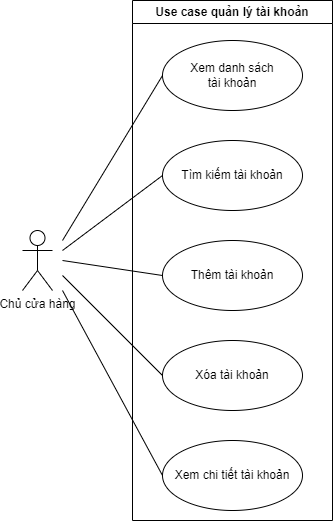 Use case quản lý tài khoản
Xem danh sách
tài khoản
Tìm kiếm tài khoản
Thêm tài khoản
Chủ cửa hàng
Xóa tài khoản
Xem chi tiết tài khoản